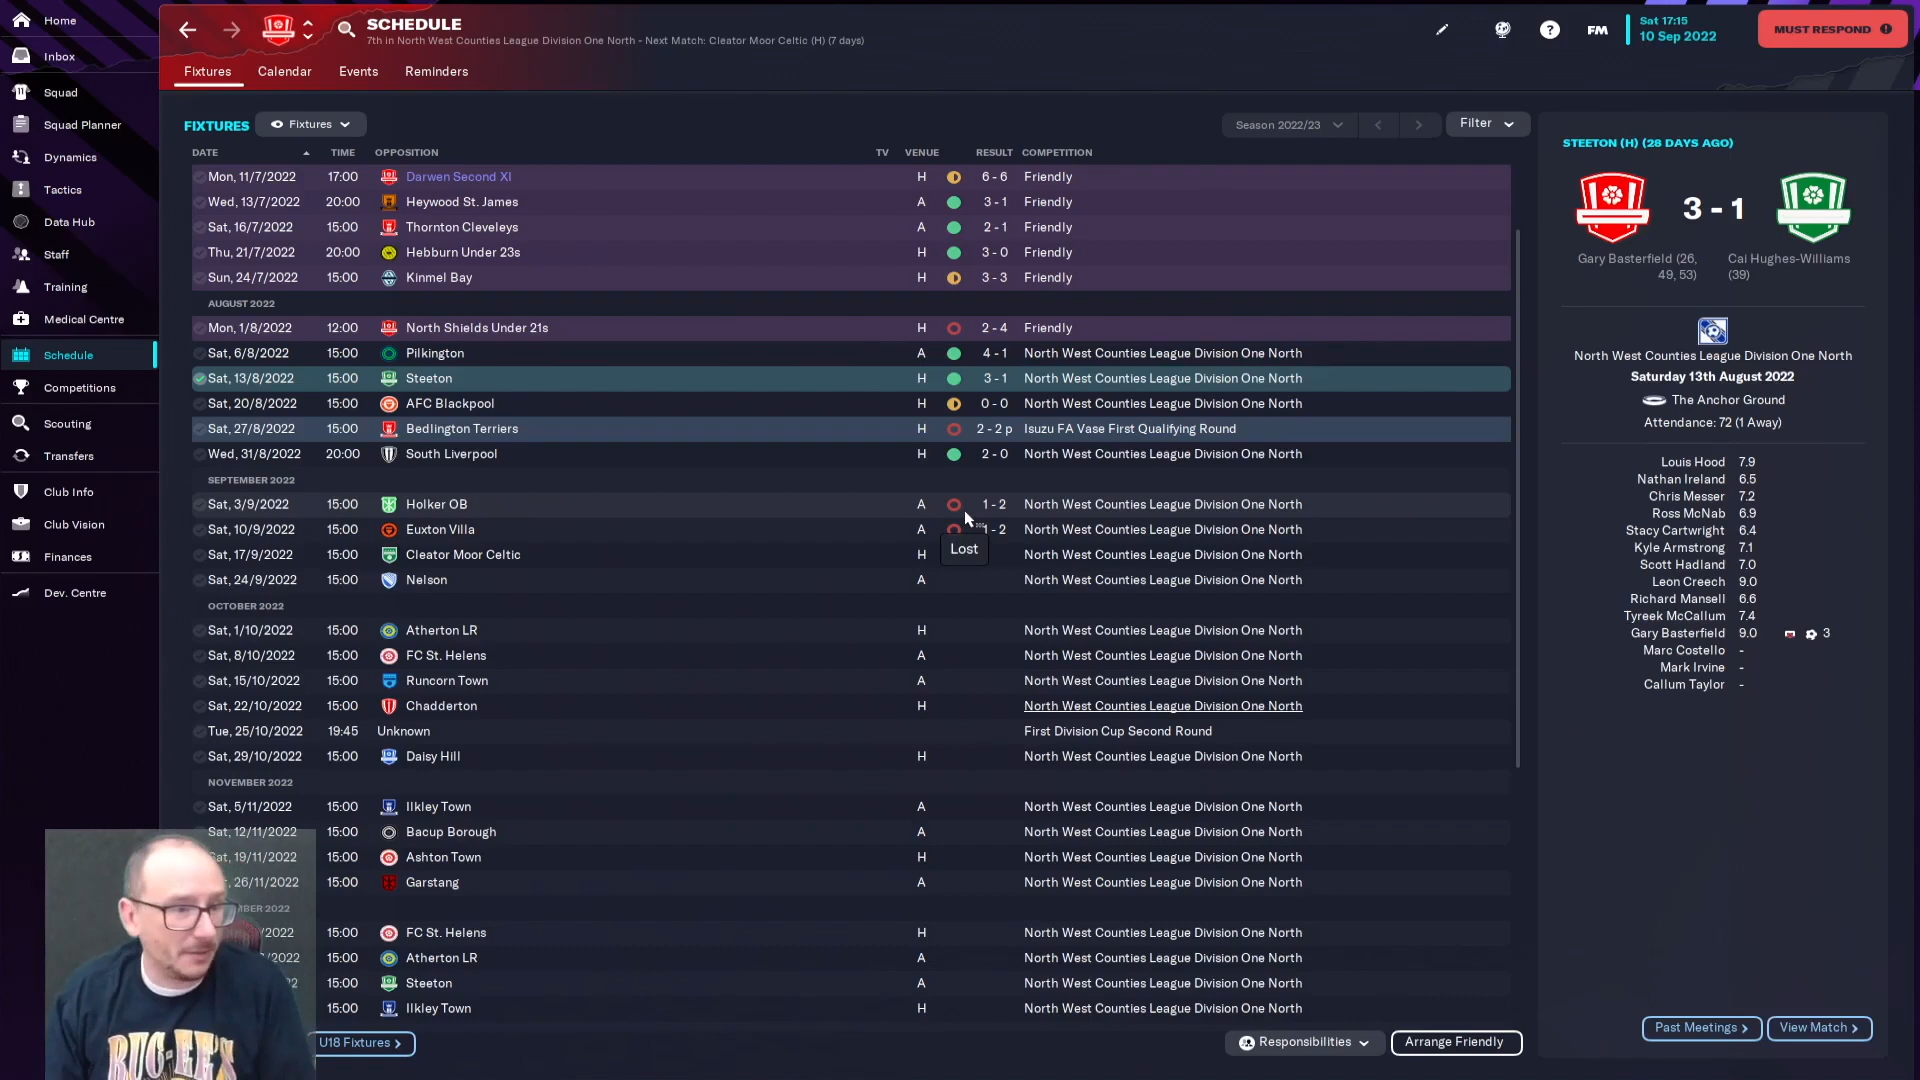 Home
Inbox
Squad
Squad Planner
Dynamics
Tactics
Data Hub
Staff
Training
Medical Centre
Schedule
Competitions
Scouting
Transfers
Club Info
Club Vision
Finances
Dev. Centre
SCHEDULE
7th in North West Counties League Division One North - Next Match: Cleator Moor Celtic (H) (7 days)
FM
Sat 17:15
10 Sep 2022
MUST RESPOND
Fixtures Calendar Events Reminders
FIXTURES Fixtures Season 2022/23 Filter
DATE TIME OPPOSITION TV VENUE RESULT COMPETITION
Mon, 11/7/2022 17:00 Darwen Second XI H 6 - 6 Friendly
Wed, 13/7/2022 20:00 Heywood St. James A 3 - 1 Friendly
Sat, 16/7/2022 15:00 Thornton Cleveleys A 2 - 1 Friendly
Thu, 21/7/2022 20:00 Hebburn Under 23s H 3 - 0 Friendly
Sun, 24/7/2022 15:00 Kinmel Bay H 3 - 3 Friendly
AUGUST 2022
Mon, 1/8/2022 12:00 North Shields Under 21s H 2 - 4 Friendly
Sat, 6/8/2022 15:00 Pilkington A 4 - 1 North West Counties League Division One North
Sat, 13/8/2022 15:00 Steeton H 3 - 1 North West Counties League Division One North
Sat, 20/8/2022 15:00 AFC Blackpool H 0 - 0 North West Counties League Division One North
Sat, 27/8/2022 15:00 Bedlington Terriers H 2 - 2 p Isuzu FA Vase First Qualifying Round
Wed, 31/8/2022 20:00 South Liverpool H 2 - 0 North West Counties League Division One North
SEPTEMBER 2022
Sat, 3/9/2022 15:00 Holker OB A 1 - 2 North West Counties League Division One North
Sat, 10/9/2022 15:00 Euxton Villa A 1 - 2 North West Counties League Division One North
Lost
Sat, 17/9/2022 15:00 Cleator Moor Celtic H North West Counties League Division One North
Sat, 24/9/2022 15:00 Nelson A North West Counties League Division One North
OCTOBER 2022
Sat, 1/10/2022 15:00 Atherton LR H North West Counties League Division One North
Sat, 8/10/2022 15:00 FC St. Helens A North West Counties League Division One North
Sat, 15/10/2022 15:00 Runcorn Town A North West Counties League Division One North
Sat, 22/10/2022 15:00 Chadderton H North West Counties League Division One North
Tue, 25/10/2022 19:45 Unknown First Division Cup Second Round
Sat, 29/10/2022 15:00 Daisy Hill H North West Counties League Division One North
NOVEMBER 2022
Sat, 5/11/2022 15:00 Ilkley Town A North West Counties League Division One North
Sat, 12/11/2022 15:00 Bacup Borough A North West Counties League Division One North
Sat, 19/11/2022 15:00 Ashton Town H North West Counties League Division One North
26/11/2022 15:00 Garstang A North West Counties League Division One North
MBER 2022
/2022 15:00 FC St. Helens H North West Counties League Division One North
/2022 15:00 Atherton LR A North West Counties League Division One North
15:00 Steeton A North West Counties League Division One North
15:00 Ilkley Town H North West Counties League Division One North
U18 Fixtures
Responsibilities
Arrange Friendly
STEETON (H) (28 DAYS AGO)
3 - 1
Gary Basterfield (26, 49, 53)
Cai Hughes-Williams (39)
North West Counties League Division One North
Saturday 13th August 2022
The Anchor Ground
Attendance: 72 (1 Away)
Louis Hood 7.9
Nathan Ireland 6.5
Chris Messer 7.2
Ross McNab 6.9
Stacy Cartwright 6.4
Kyle Armstrong 7.1
Scott Hadland 7.0
Leon Creech 9.0
Richard Mansell 6.6
Tyreek McCallum 7.4
Gary Basterfield 9.0 3
Marc Costello -
Mark Irvine -
Callum Taylor -
Past Meetings
View Match
BUC-EE'S